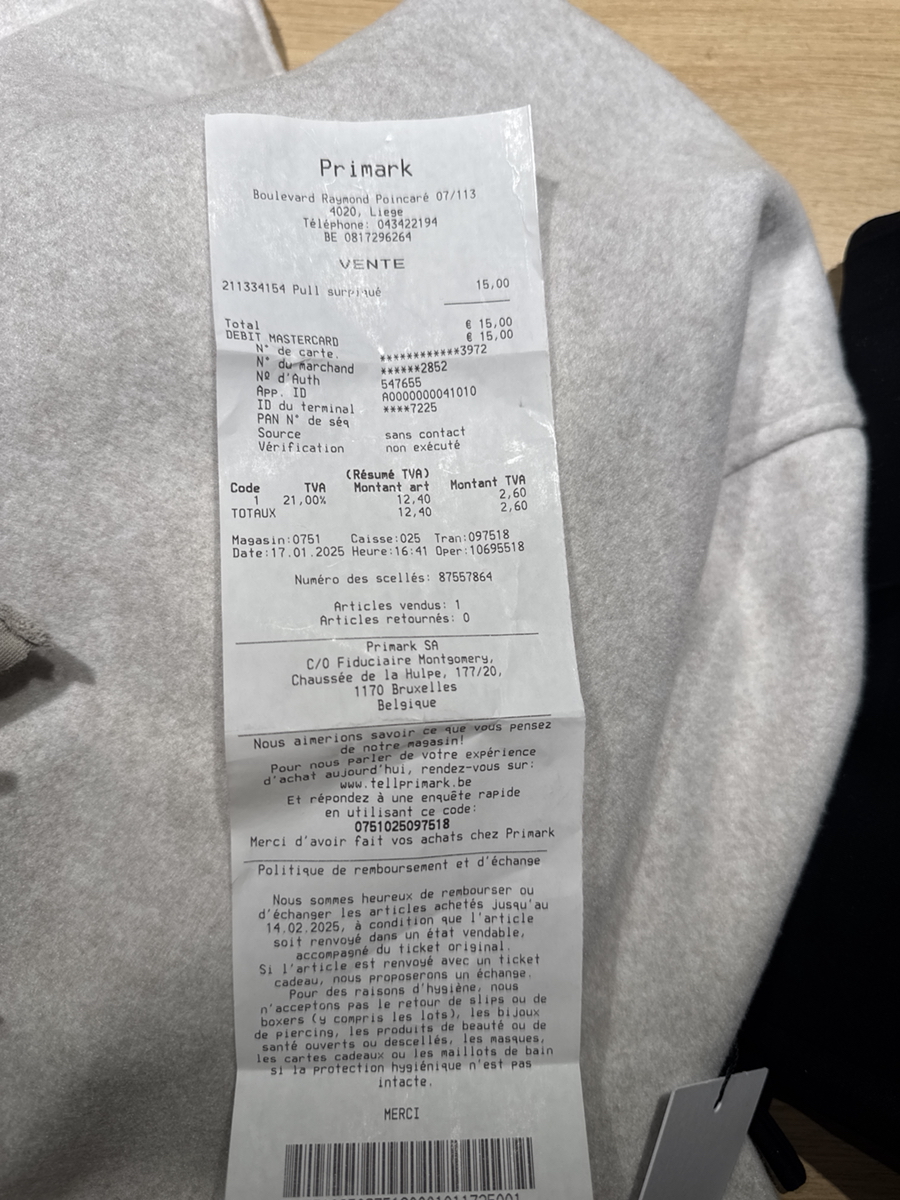 Primark
Boulevard Raymond Poincaré 07/113
4020, Liege
Téléphone: 043422194
BE 0817296264
VENTE
211334154 Pull surpiqué 15,00
Total € 15,00
DEBIT MASTERCARD € 15,00
N° de carte. ************3972
N° du marchand ******2852
Nº d'Auth 547655
App. ID A0000000041010
ID du terminal ****7225
PAN N° de séq
Source sans contact
Vérification non exécuté
(Résumé TVA)
Code TVA Montant art Montant TVA
1 21,00% 12,40 2,60
TOTAUX 12,40 2,60
Magasin:0751 Caisse:025 Tran:097518
Date:17.01.2025 Heure:16:41 Oper:10695518
Numéro des scellés: 87557864
Articles vendus: 1
Articles retournés: 0
Primark SA
C/O Fiduciaire Montgomery,
Chaussée de la Hulpe, 177/20,
1170 Bruxelles
Belgique
Nous aimerions savoir ce que vous pensez
de notre magasin!
Pour nous parler de votre expérience
d'achat aujourd'hui, rendez-vous sur:
www.tellprimark.be
Et répondez à une enquête rapide
en utilisant ce code:
0751025097518
Merci d'avoir fait vos achats chez Primark
Politique de remboursement et d'échange
Nous sommes heureux de rembourser ou
d'échanger les articles achetés jusqu'au
14.02.2025, à condition que l'article
soit renvoyé dans un état vendable,
accompagné du ticket original.
Si l'article est renvoyé avec un ticket
cadeau, nous proposerons un échange.
Pour des raisons d'hygiène, nous
n'acceptons pas le retour de slips ou de
boxers (y compris les lots), les bijoux
de piercing, les produits de beauté ou de
santé ouverts ou descellés, les masques,
les cartes cadeaux ou les maillots de bain
si la protection hygiénique n'est pas
intacte.
MERCI